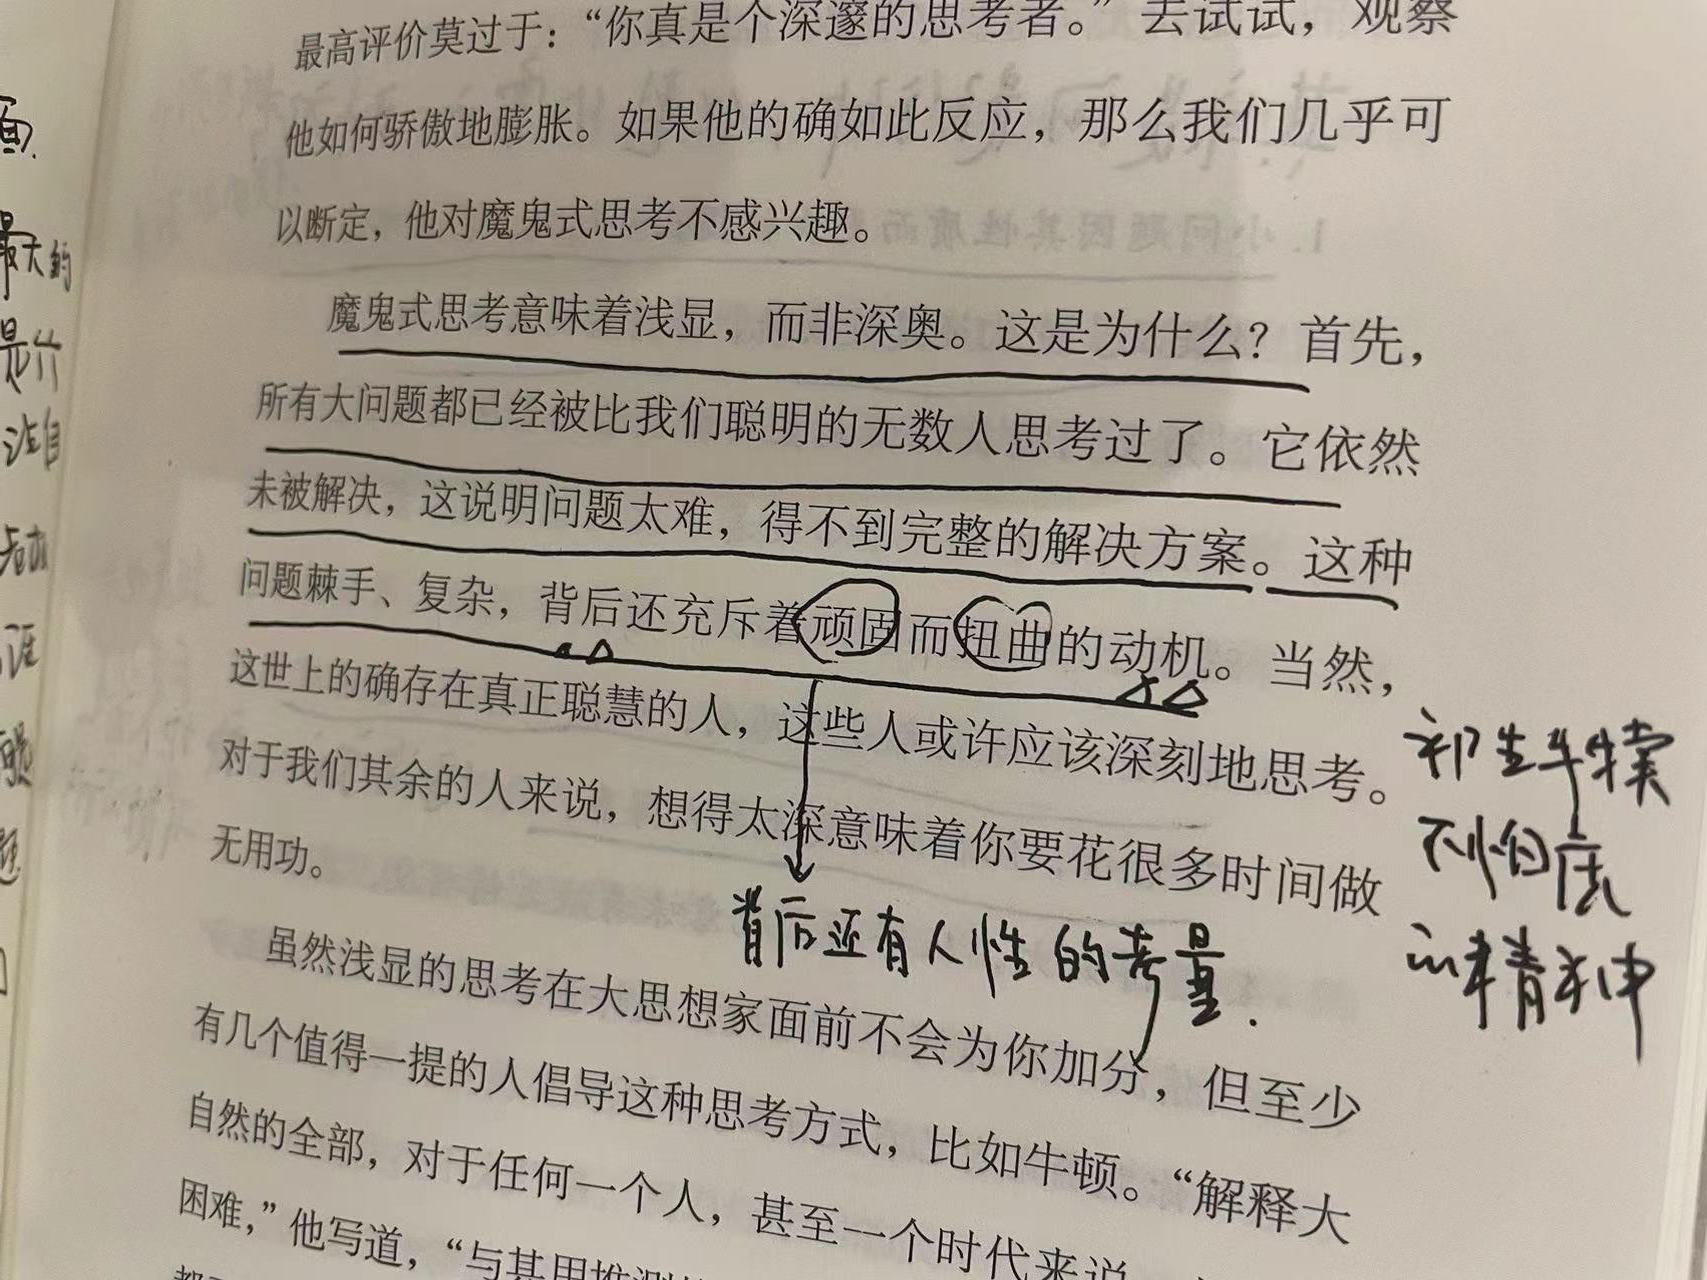 最高评价莫过于：“你真是个深邃的思考者。”去试试，观察
他如何骄傲地膨胀。如果他的确如此反应，那么我们几乎可
以断定，他对魔鬼式思考不感兴趣。
魔鬼式思考意味着浅显，而非深奥。这是为什么？首先，
所有大问题都已经被比我们聪明的无数人思考过了。它依然
未被解决，这说明问题太难，得不到完整的解决方案。这种
问题棘手、复杂，背后还充斥着顽固而扭曲的动机。当然，
这世上的确存在真正聪慧的人，这些人或许应该深刻地思考。
对于我们其余的人来说，想得太深意味着你要花很多时间做
无用功。
背后还有人性的考量.
初生牛犊
不怕虎
的精神
虽然浅显的思考在大思想家面前不会为你加分，但至少
有几个值得一提的人倡导这种思考方式，比如牛顿。“解释大
自然的全部，对于任何一个人，甚至一个时代来说
困难，”他写道，“与其用推测
面.
最大的